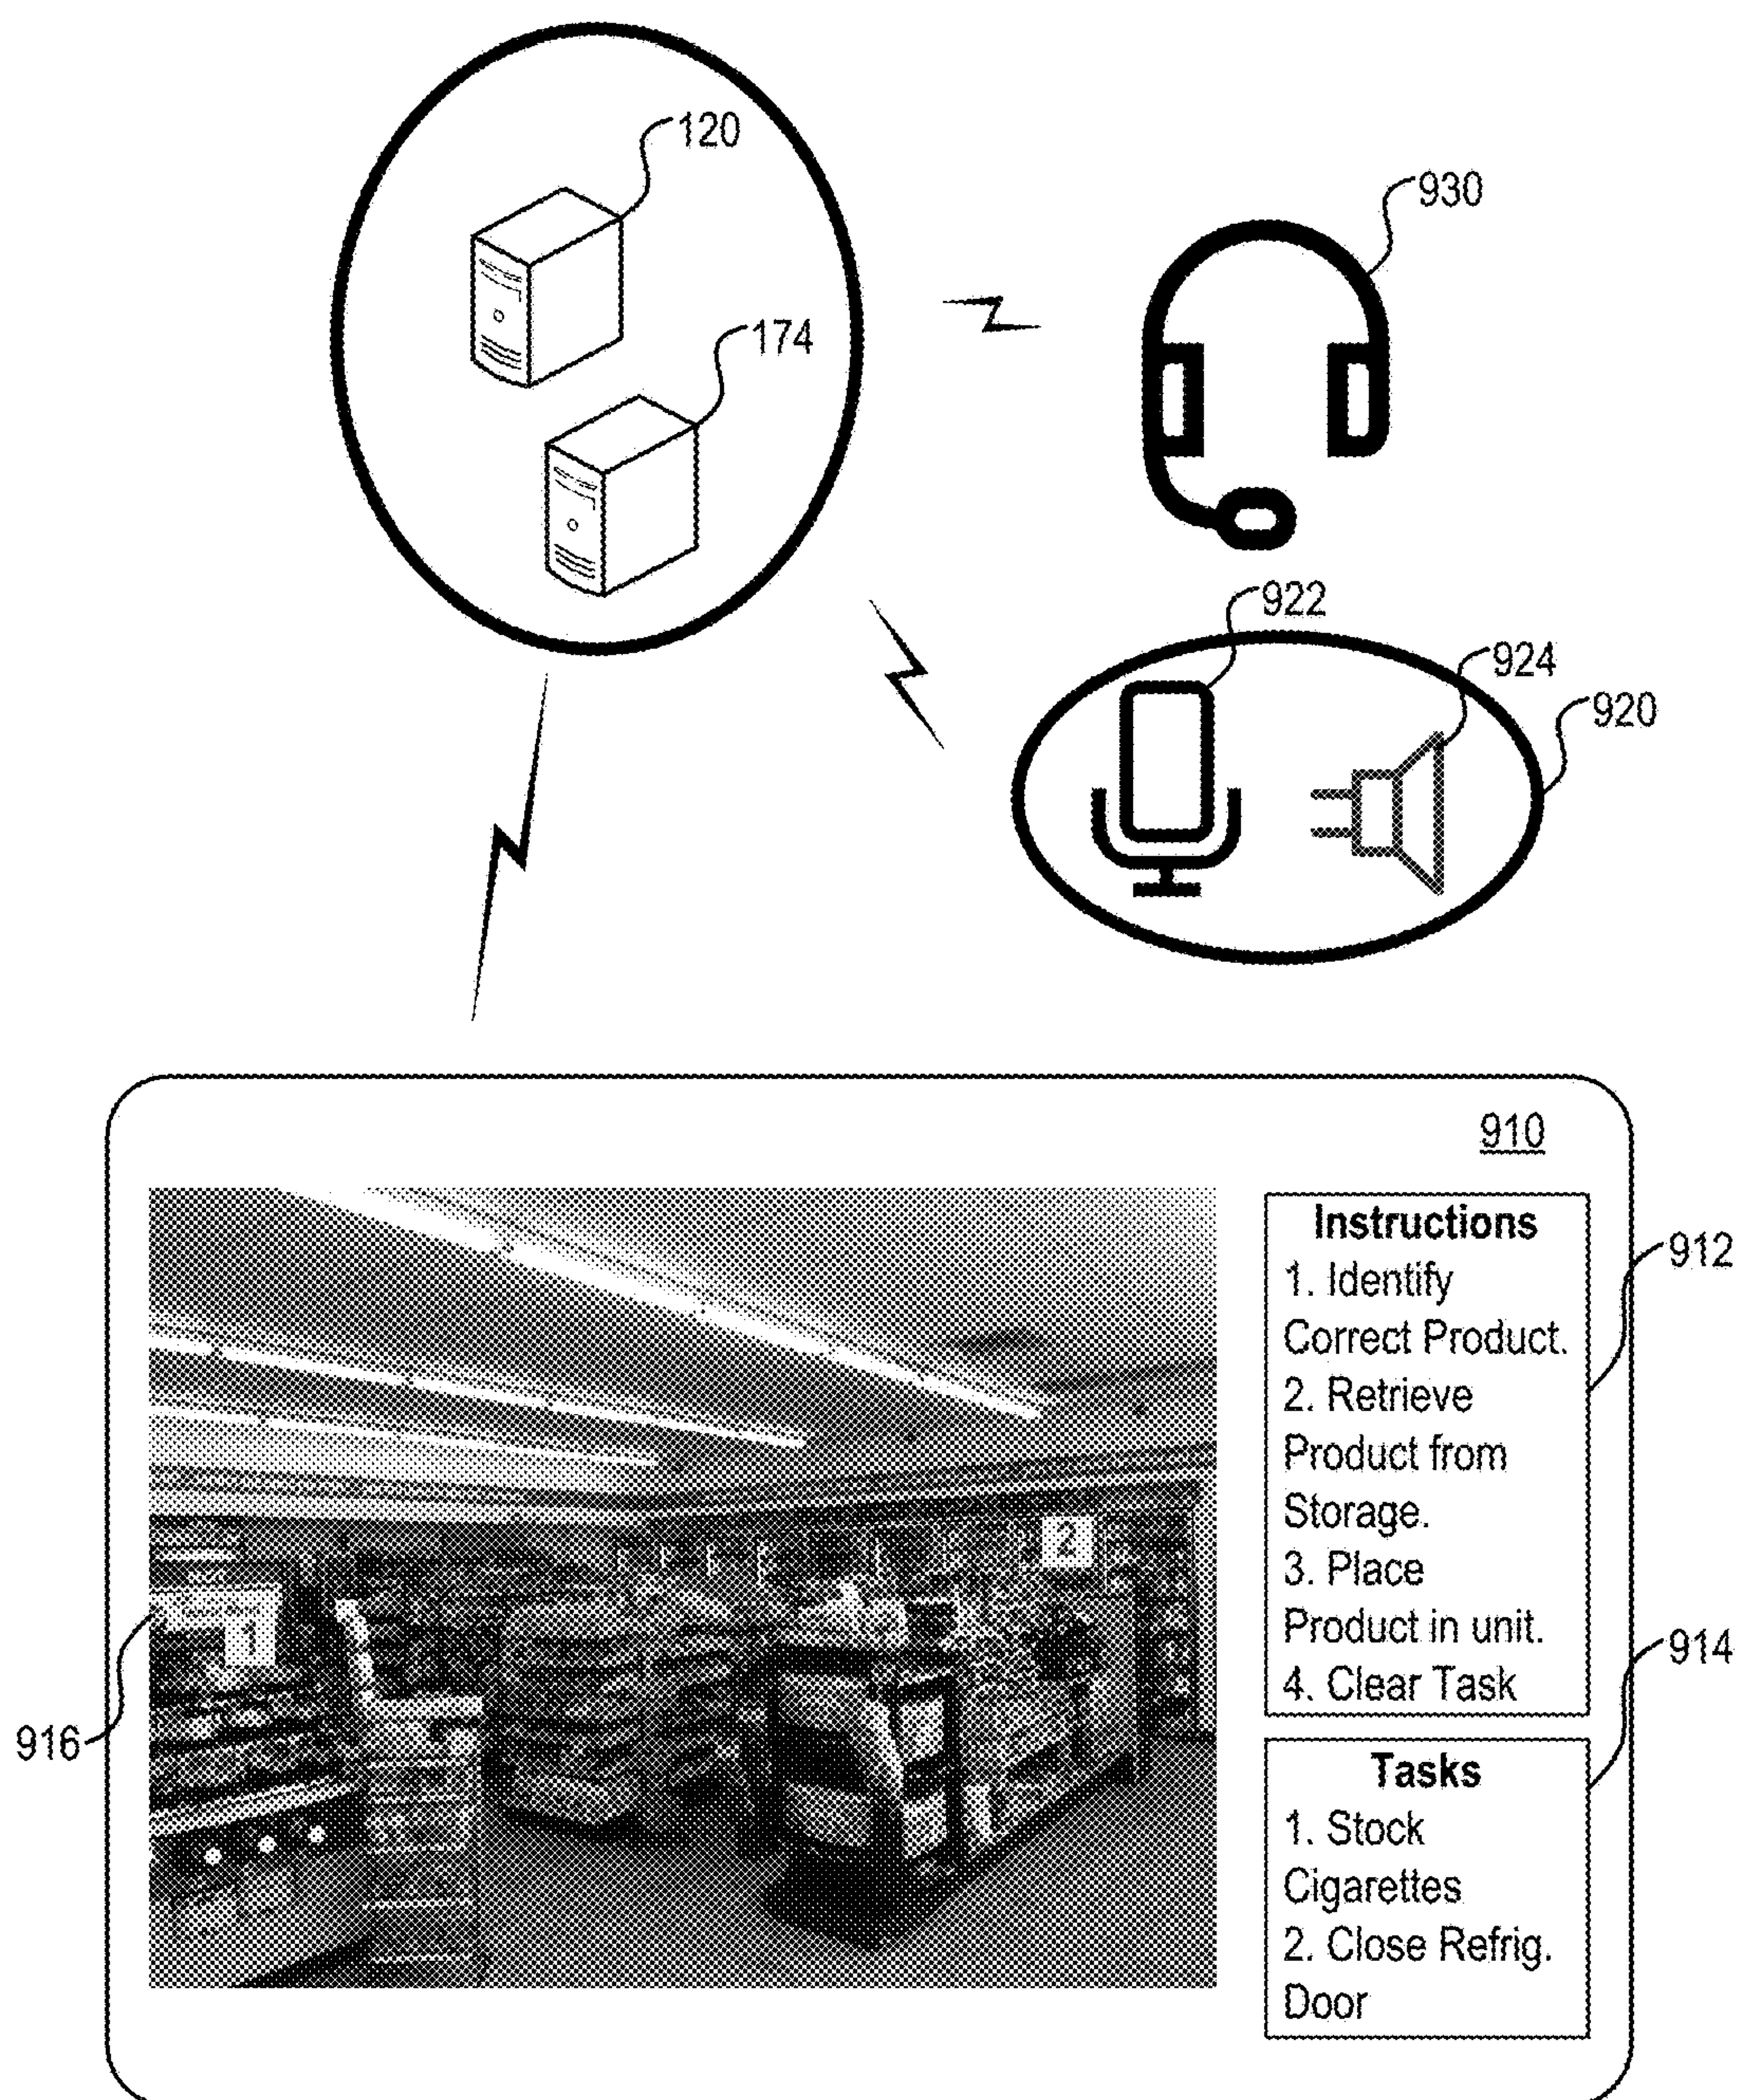 120
930
174
922
924
920
910
Instructions
1. Identify
Correct Product.
2. Retrieve
Product from
Storage.
3. Place
Product in unit.
4. Clear Task
912
2
1
916
914
Tasks
1. Stock
Cigarettes
2. Close Refrig.
Door